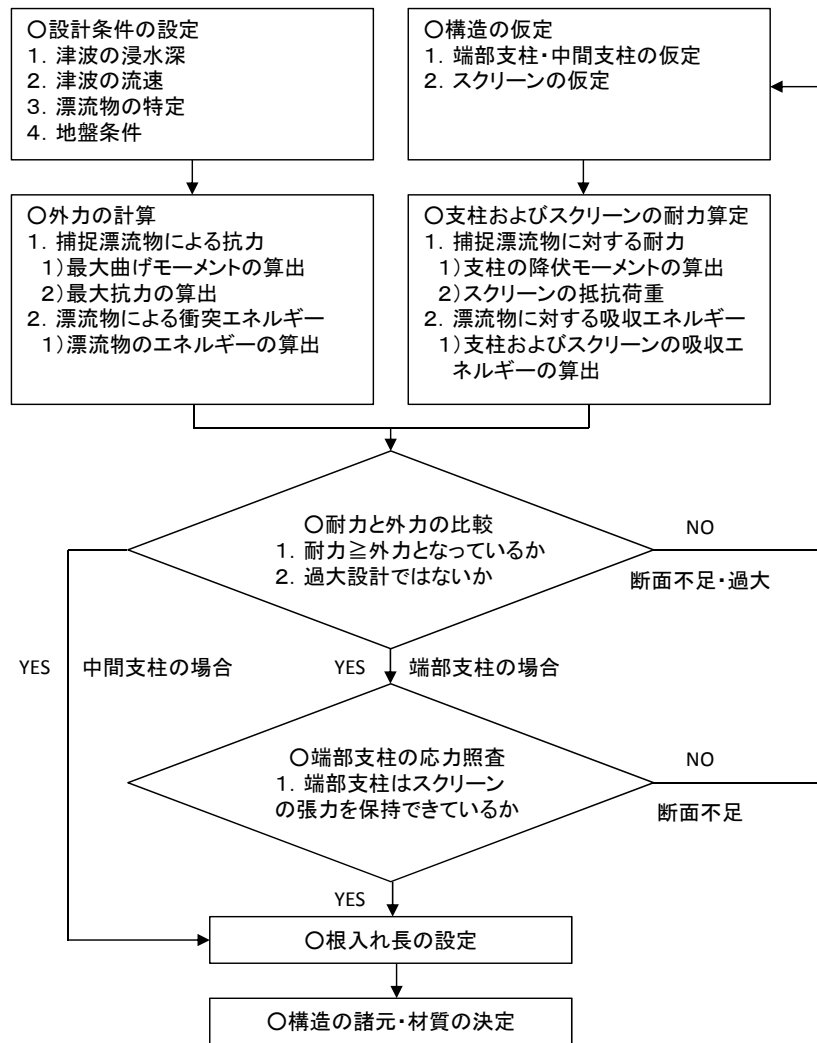 ○設計条件の設定
1．津波の浸水深
2．津波の流速
3．漂流物の特定
4．地盤条件
○構造の仮定
1．端部支柱・中間支柱の仮定
2．スクリーンの仮定
○外力の計算
1．捕捉漂流物による抗力
1）最大曲げモーメントの算出
2）最大抗力の算出
2．漂流物による衝突エネルギー
1）漂流物のエネルギーの算出
○支柱およびスクリーンの耐力算定
1．捕捉漂流物に対する耐力
1）支柱の降伏モーメントの算出
2）スクリーンの抵抗荷重
2．漂流物に対する吸収エネルギー
1）支柱およびスクリーンの吸収エ
ネルギーの算出
○耐力と外力の比較
1．耐力≧外力となっているか
2．過大設計ではないか
NO
断面不足・過大
YES 中間支柱の場合
YES 端部支柱の場合
○端部支柱の応力照査
1．端部支柱はスクリーン
の張力を保持できているか
NO
断面不足
YES
○根入れ長の設定
○構造の諸元・材質の決定